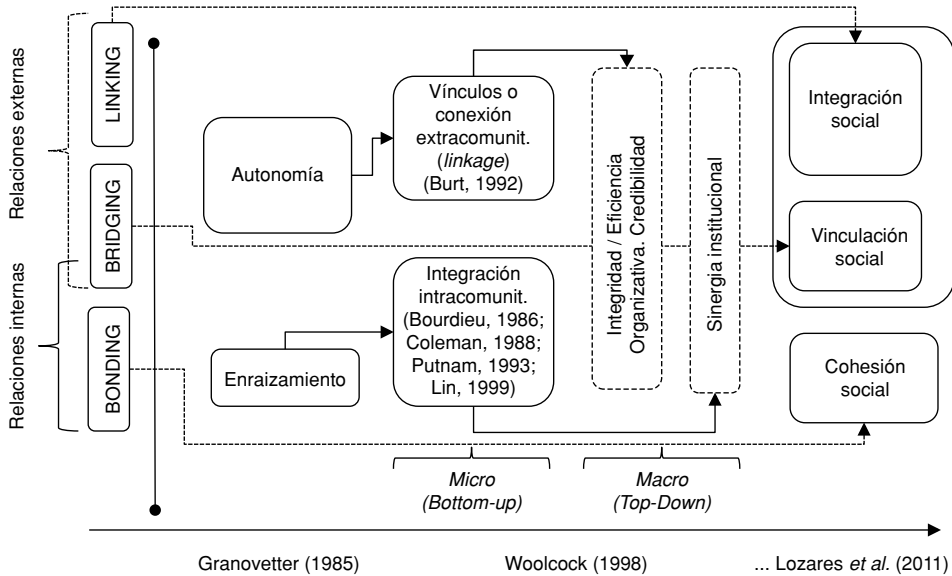 Relaciones externas
Relaciones internas
LINKING
BRIDGING
BONDING
Autonomía
Enraizamiento
Vínculos o
conexión
extracomunit.
(linkage)
(Burt, 1992)
Integración
intracomunit.
(Bourdieu, 1986;
Coleman, 1988;
Putnam, 1993;
Lin, 1999)
Integridad / Eficiencia
Organizativa. Credibilidad
Sinergia institucional
Integración
social
Vinculación
social
Cohesión
social
Micro
(Bottom-up)
Macro
(Top-Down)
Granovetter (1985)
Woolcock (1998)
... Lozares et al. (2011)